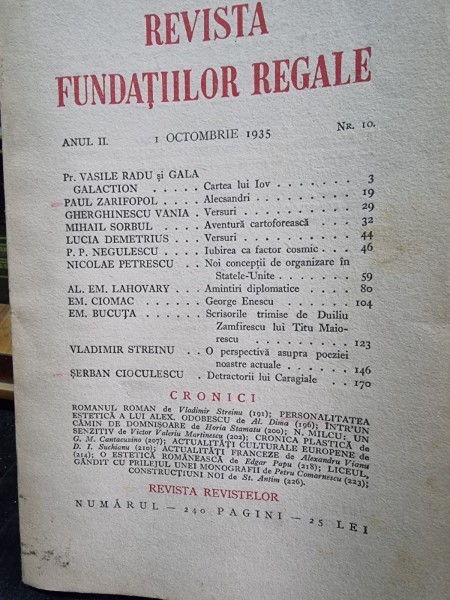 REVISTA
FUNDAȚIILOR REGALE
ANUL II. 1 OCTOMBRIE 1935 NR. 10.
Pr. VASILE RADU și GALA
GALACTION . . . . . Cartea lui Iov . . . . . . . 3
PAUL ZARIFOPOL . . . Alecsandri . . . . . . . . 19
GHERGHINESCU VANIA . Versuri . . . . . . . . . 29
MIHAIL SORBUL . . . Aventură cartoforească . . . 32
LUCIA DEMETRIUS . . Versuri . . . . . . . . . 44
P. P. NEGULESCU . . . Iubirea ca factor cosmic . . . 46
NICOLAE PETRESCU . . Noi concepții de organizare în
Statele-Unite . . . . . . 59
AL. EM. LAHOVARY . . Amintiri diplomatice . . . . 80
EM. CIOMAC . . . . . George Enescu . . . . . . . 104
EM. BUCUȚA . . . . . Scrisorile trimise de Duiliu
Zamfirescu lui Titu Maio-
rescu . . . . . . . . . 123
VLADIMIR STREINU . . O perspectivă asupra poeziei
noastre actuale . . . . . . 146
ȘERBAN CIOCULESCU . Detractorii lui Caragiale . . 170
CRONICI
ROMANUL ROMAN de Vladimir Streinu (191); PERSONALITATEA
ESTETICĂ A LUI ALEX. ODOBESCU de Al. Dima (196); ÎNTR'UN
CĂMIN DE DOMNIȘOARE de Horia Stamatu (200); N. MILCU; UN
SENZITIV de Victor Valeriu Martinescu (202); CRONICA PLASTICĂ, de
G. M. Cantacuzino (207); ACTUALITĂȚI CULTURALE EUROPENE de
D. I. Suchianu (210); ACTUALITĂȚI FRANCEZE de Alexandru Vianu
(214); O ESTETICĂ ROMÂNEASCĂ de Edgar Papu (218); LICEUL,
GÂNDIT CU PRILEJUL UNEI MONOGRAFII de Petru Comarnescu (223);
CONSTRUCȚIUNI NOI de St. Antim (226).
REVISTA REVISTELOR
NUMĂRUL — 240 PAGINI — 25 LEI